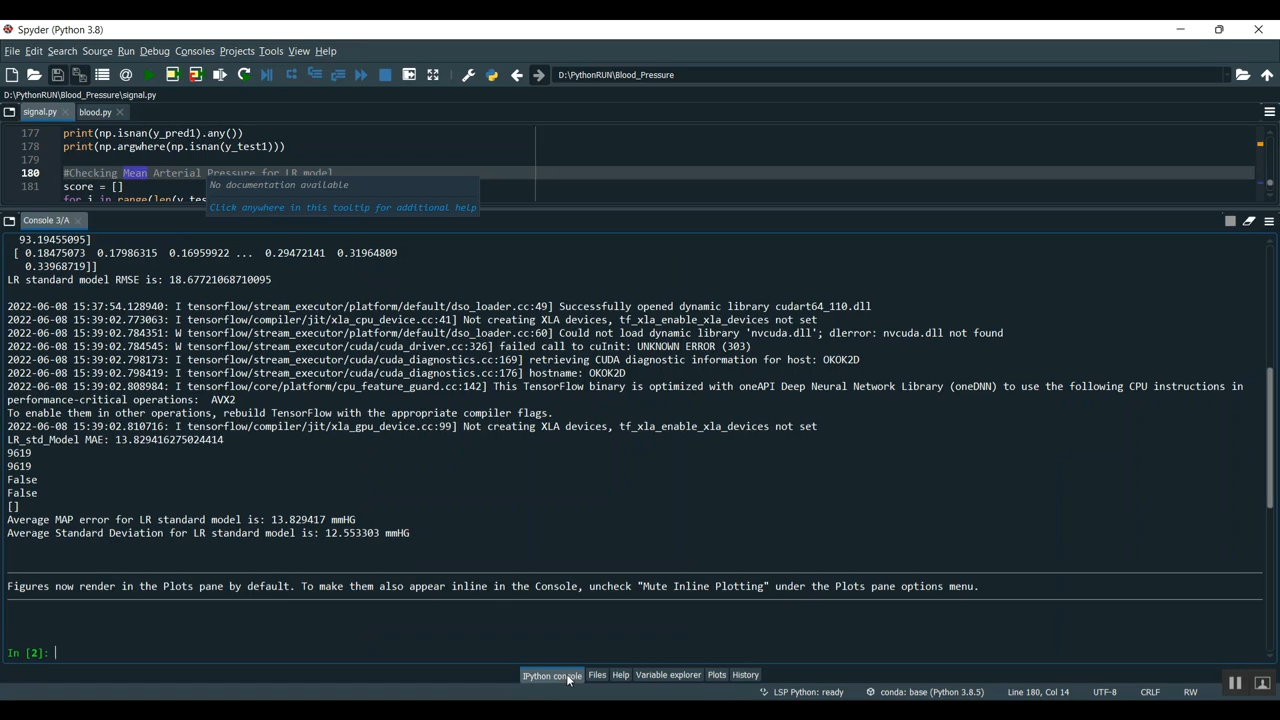 Spyder (Python 3.8)
File Edit Search Source Run Debug Consoles Projects Tools View Help
D:\PythonRUN\Blood_Pressure
D:\PythonRUN\Blood_Pressure\signal.py
signal.py blood.py
177 print(np.isnan(y_pred1).any())
178 print(np.argwhere(np.isnan(y_test1)))
179
180 #Checking Mean Arterial Pressure for LR model
181 score = []
for i in range(len(y_tes
No documentation available
Click anywhere in this tooltip for additional help
Console 3/A
93.19455095]
[ 0.18475073 0.17986315 0.16959922 ... 0.29472141 0.31964809
0.33968719]]
LR standard model RMSE is: 18.67721068710095
2022-06-08 15:37:54.128940: I tensorflow/stream_executor/platform/default/dso_loader.cc:49] Successfully opened dynamic library cudart64_110.dll
2022-06-08 15:39:02.773063: I tensorflow/compiler/jit/xla_cpu_device.cc:41] Not creating XLA devices, tf_xla_enable_xla_devices not set
2022-06-08 15:39:02.784351: W tensorflow/stream_executor/platform/default/dso_loader.cc:60] Could not load dynamic library 'nvcuda.dll'; dlerror: nvcuda.dll not found
2022-06-08 15:39:02.784545: W tensorflow/stream_executor/cuda/cuda_driver.cc:326] failed call to cuInit: UNKNOWN ERROR (303)
2022-06-08 15:39:02.798173: I tensorflow/stream_executor/cuda/cuda_diagnostics.cc:169] retrieving CUDA diagnostic information for host: OKOK2D
2022-06-08 15:39:02.798419: I tensorflow/stream_executor/cuda/cuda_diagnostics.cc:176] hostname: OKOK2D
2022-06-08 15:39:02.808984: I tensorflow/core/platform/cpu_feature_guard.cc:142] This TensorFlow binary is optimized with oneAPI Deep Neural Network Library (oneDNN) to use the following CPU instructions in
performance-critical operations: AVX2
To enable them in other operations, rebuild TensorFlow with the appropriate compiler flags.
2022-06-08 15:39:02.810716: I tensorflow/compiler/jit/xla_gpu_device.cc:99] Not creating XLA devices, tf_xla_enable_xla_devices not set
LR_std_Model MAE: 13.829416275024414
9619
9619
False
False
[]
Average MAP error for LR standard model is: 13.829417 mmHG
Average Standard Deviation for LR standard model is: 12.553303 mmHG
Figures now render in the Plots pane by default. To make them also appear inline in the Console, uncheck "Mute Inline Plotting" under the Plots pane options menu.
In [2]:
IPython console Files Help Variable explorer Plots History
LSP Python: ready conda: base (Python 3.8.5) Line 180, Col 14 UTF-8 CRLF RW